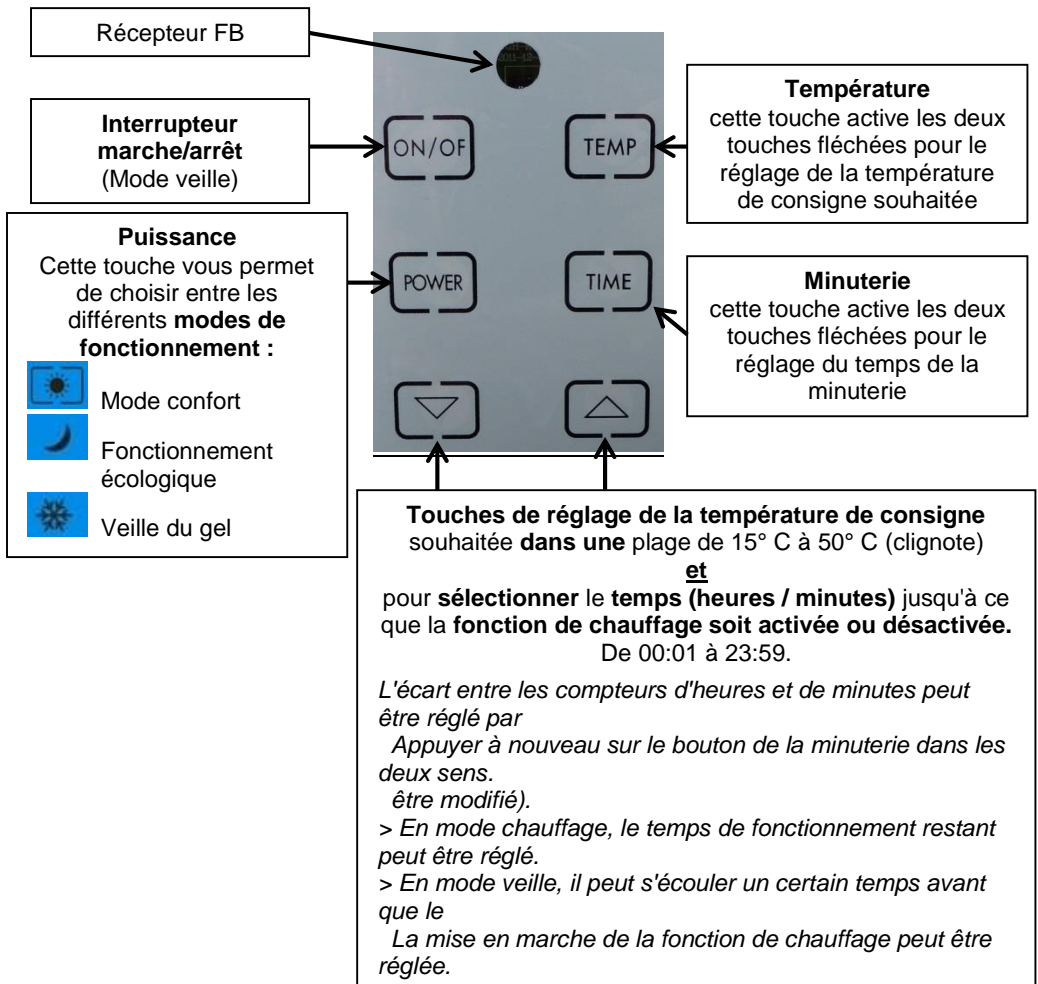 Récepteur FB
Interrupteur
marche/arrêt
(Mode veille)
Puissance
Cette touche vous permet
de choisir entre les
différents modes de
fonctionnement :
Mode confort
Fonctionnement
écologique
Veille du gel
ON/OF
TEMP
POWER
TIME
Température
cette touche active les deux
touches fléchées pour le
réglage de la température
de consigne souhaitée
Minuterie
cette touche active les deux
touches fléchées pour le
réglage du temps de la
minuterie
Touches de réglage de la température de consigne
souhaitée dans une plage de 15° C à 50° C (clignote)
et
pour sélectionner le temps (heures / minutes) jusqu'à ce
que la fonction de chauffage soit activée ou désactivée.
De 00:01 à 23:59.
L'écart entre les compteurs d'heures et de minutes peut
être réglé par
Appuyer à nouveau sur le bouton de la minuterie dans les
deux sens.
être modifié).
> En mode chauffage, le temps de fonctionnement restant
peut être réglé.
> En mode veille, il peut s'écouler un certain temps avant
que le
La mise en marche de la fonction de chauffage peut être
réglée.